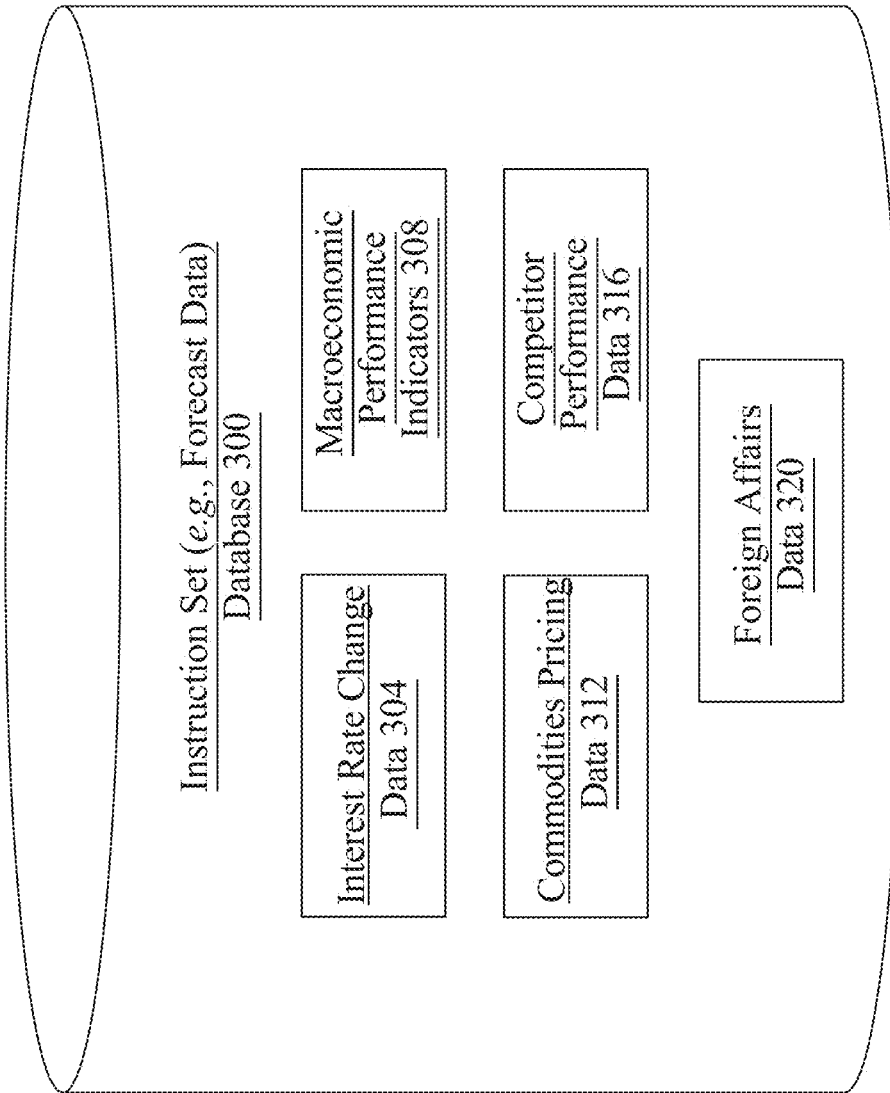 Instruction Set (e.g., Forecast Data)
Database 300
Interest Rate Change
Data 304
Macroeconomic
Performance
Indicators 308
Commodities Pricing
Data 312
Competitor
Performance
Data 316
Foreign Affairs
Data 320